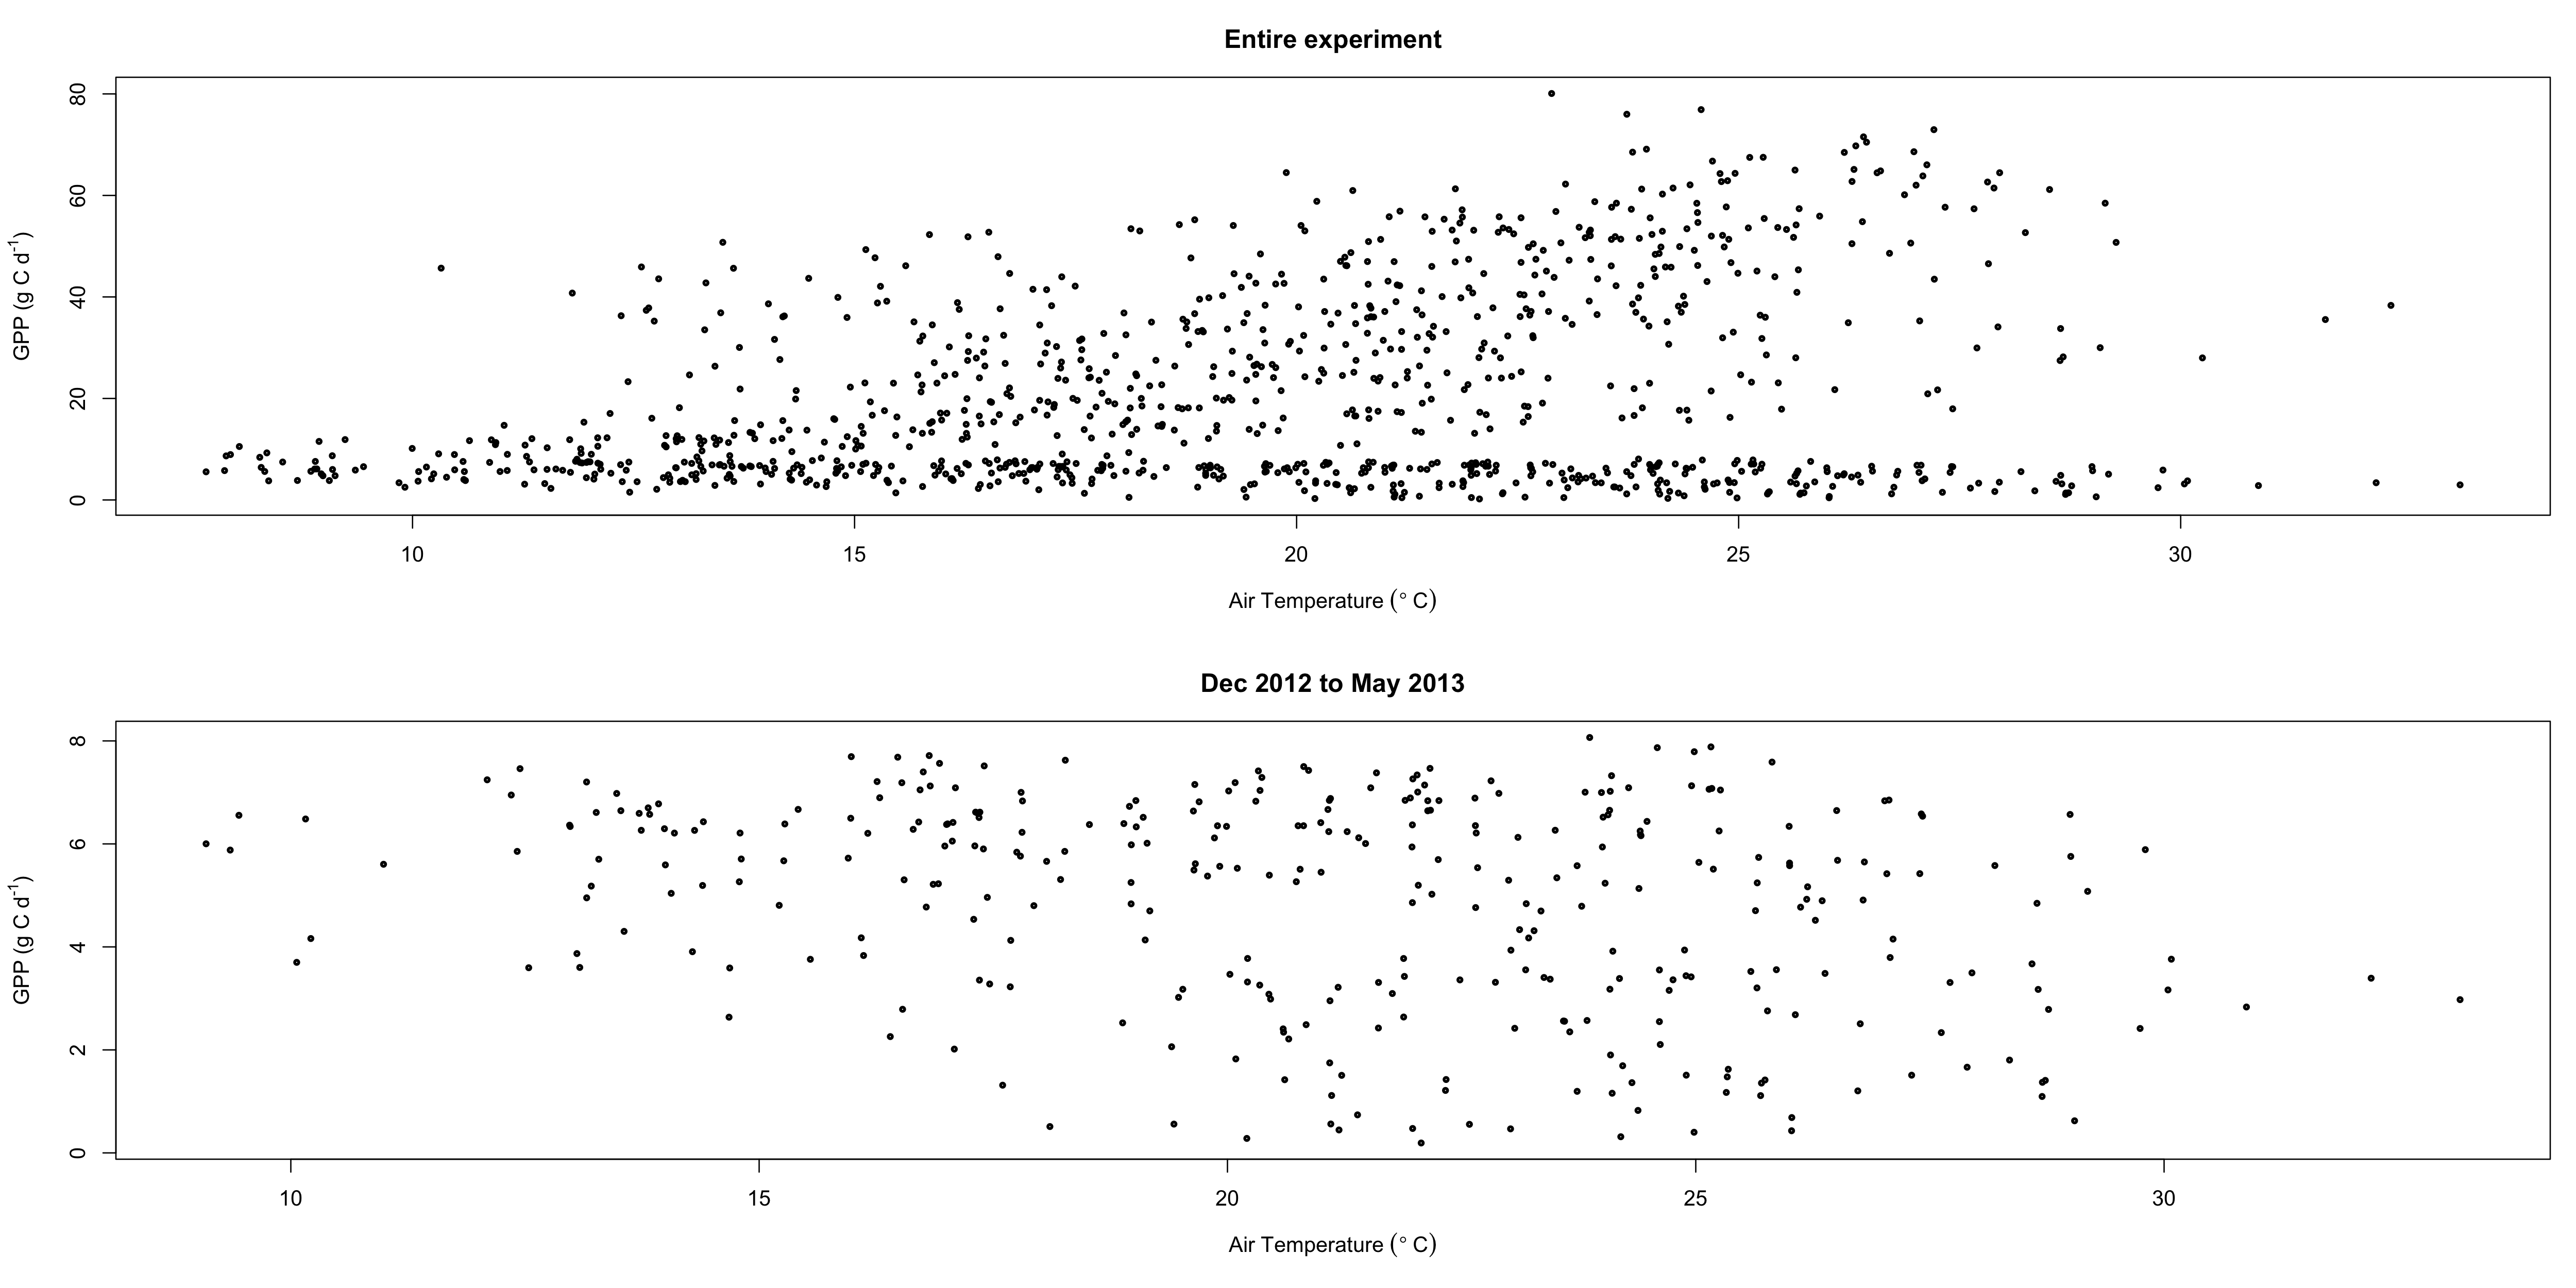 Entire experiment
GPP (g C d⁻¹)
80
60
40
20
0
10 15 20 25 30
Air Temperature (° C)
Dec 2012 to May 2013
GPP (g C d⁻¹)
8
6
4
2
0
10 15 20 25 30
Air Temperature (° C)